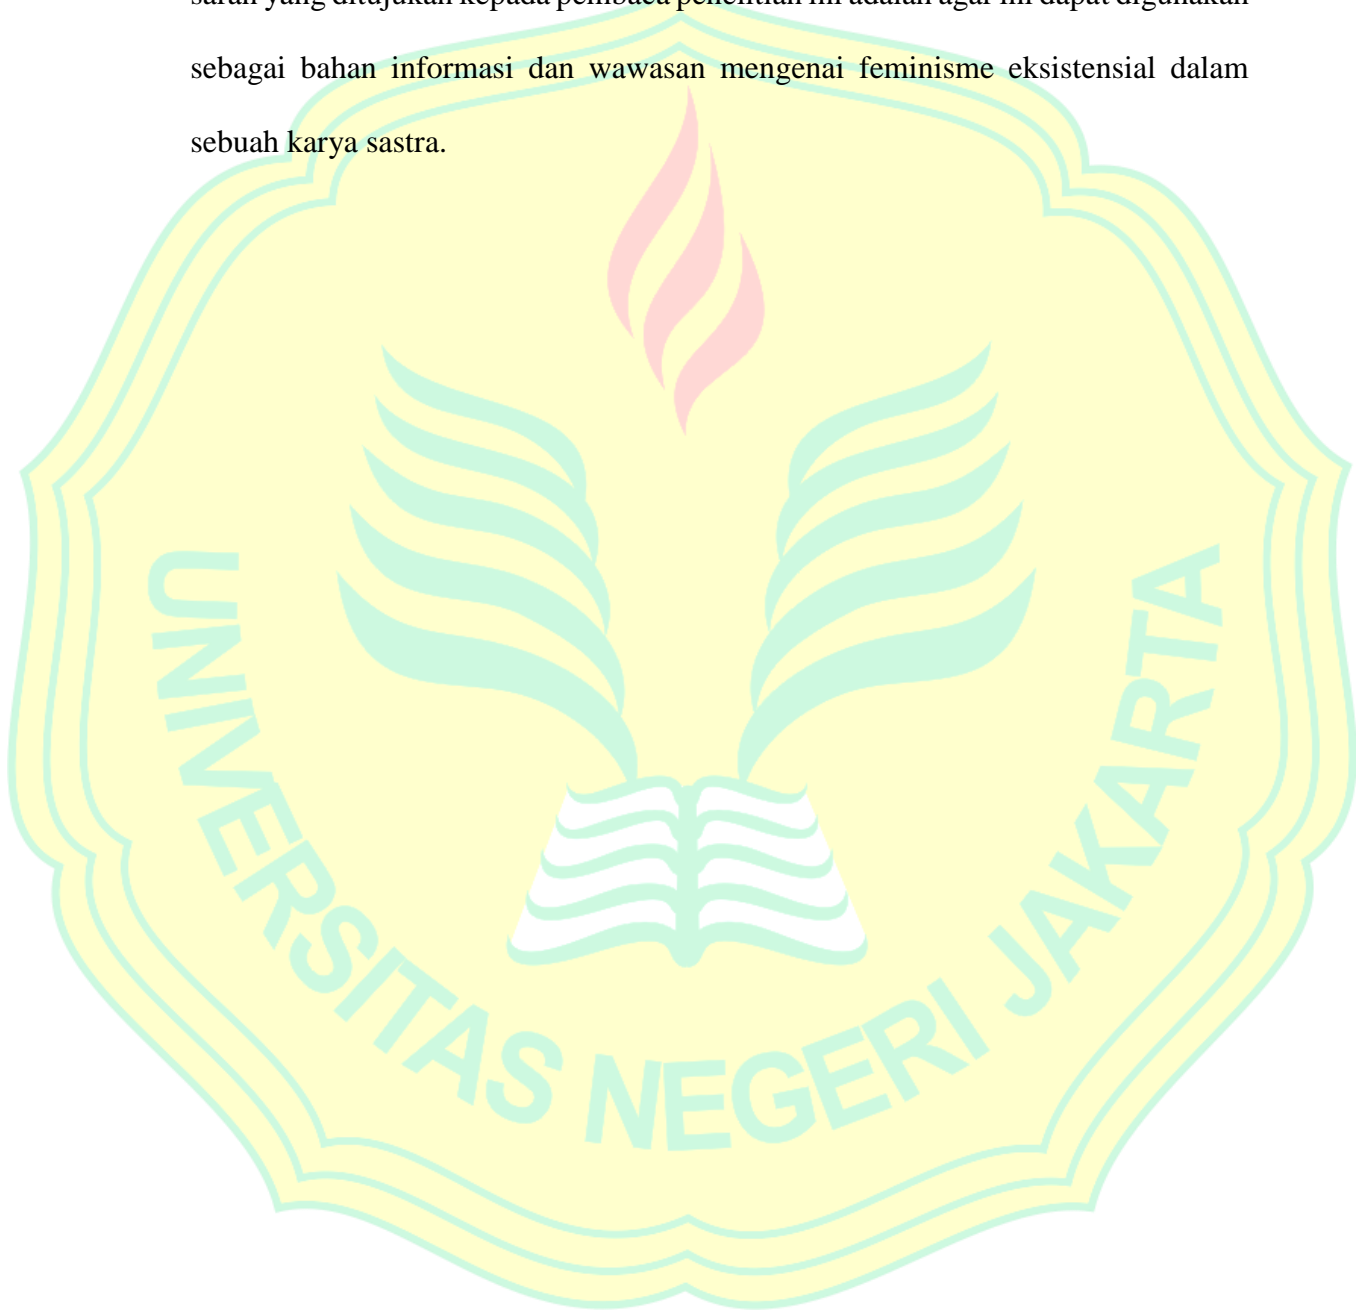 saran yang ditujukan kepada pembaca penelitian ini adalah agar ini dapat digunakan
sebagai bahan informasi dan wawasan mengenai feminisme eksistensial dalam
sebuah karya sastra.
UNIVERSITAS NEGERI JAKARTA